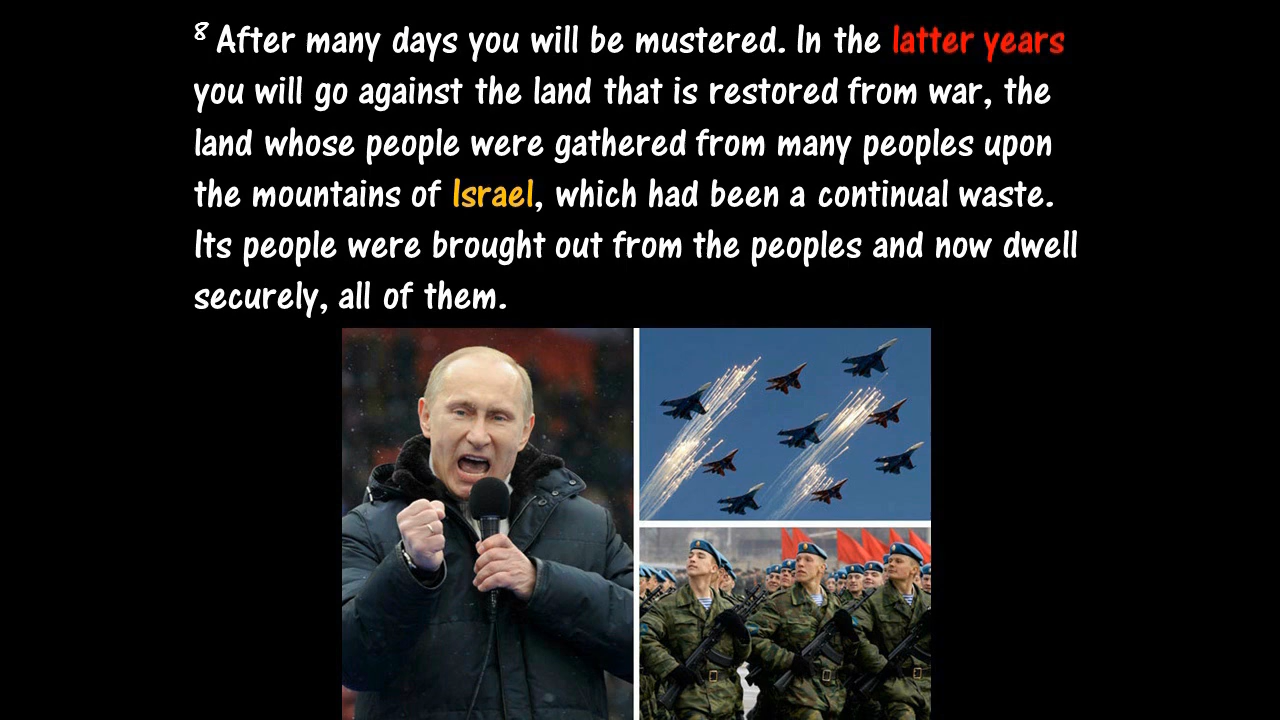 8 After many days you will be mustered. In the latter years
you will go against the land that is restored from war, the
land whose people were gathered from many peoples upon
the mountains of Israel, which had been a continual waste.
Its people were brought out from the peoples and now dwell
securely, all of them.